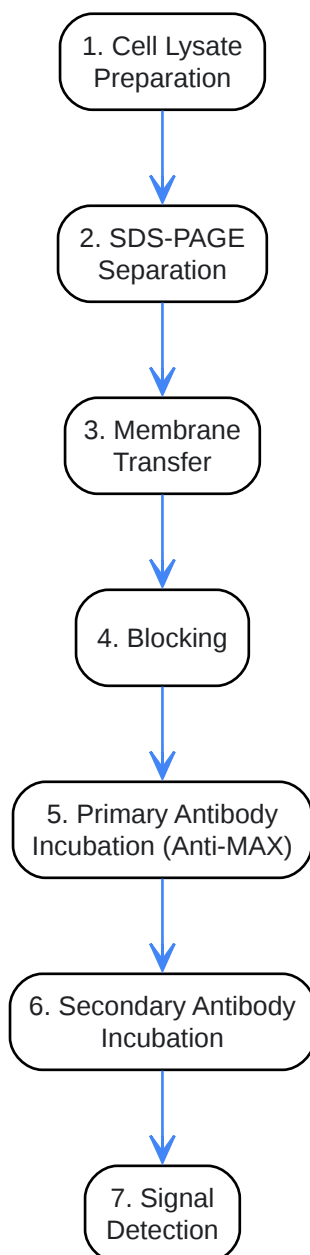 1. Cell Lysate
Preparation
2. SDS-PAGE
Separation
3. Membrane
Transfer
4. Blocking
5. Primary Antibody
Incubation (Anti-MAX)
6. Secondary Antibody
Incubation
7. Signal
Detection